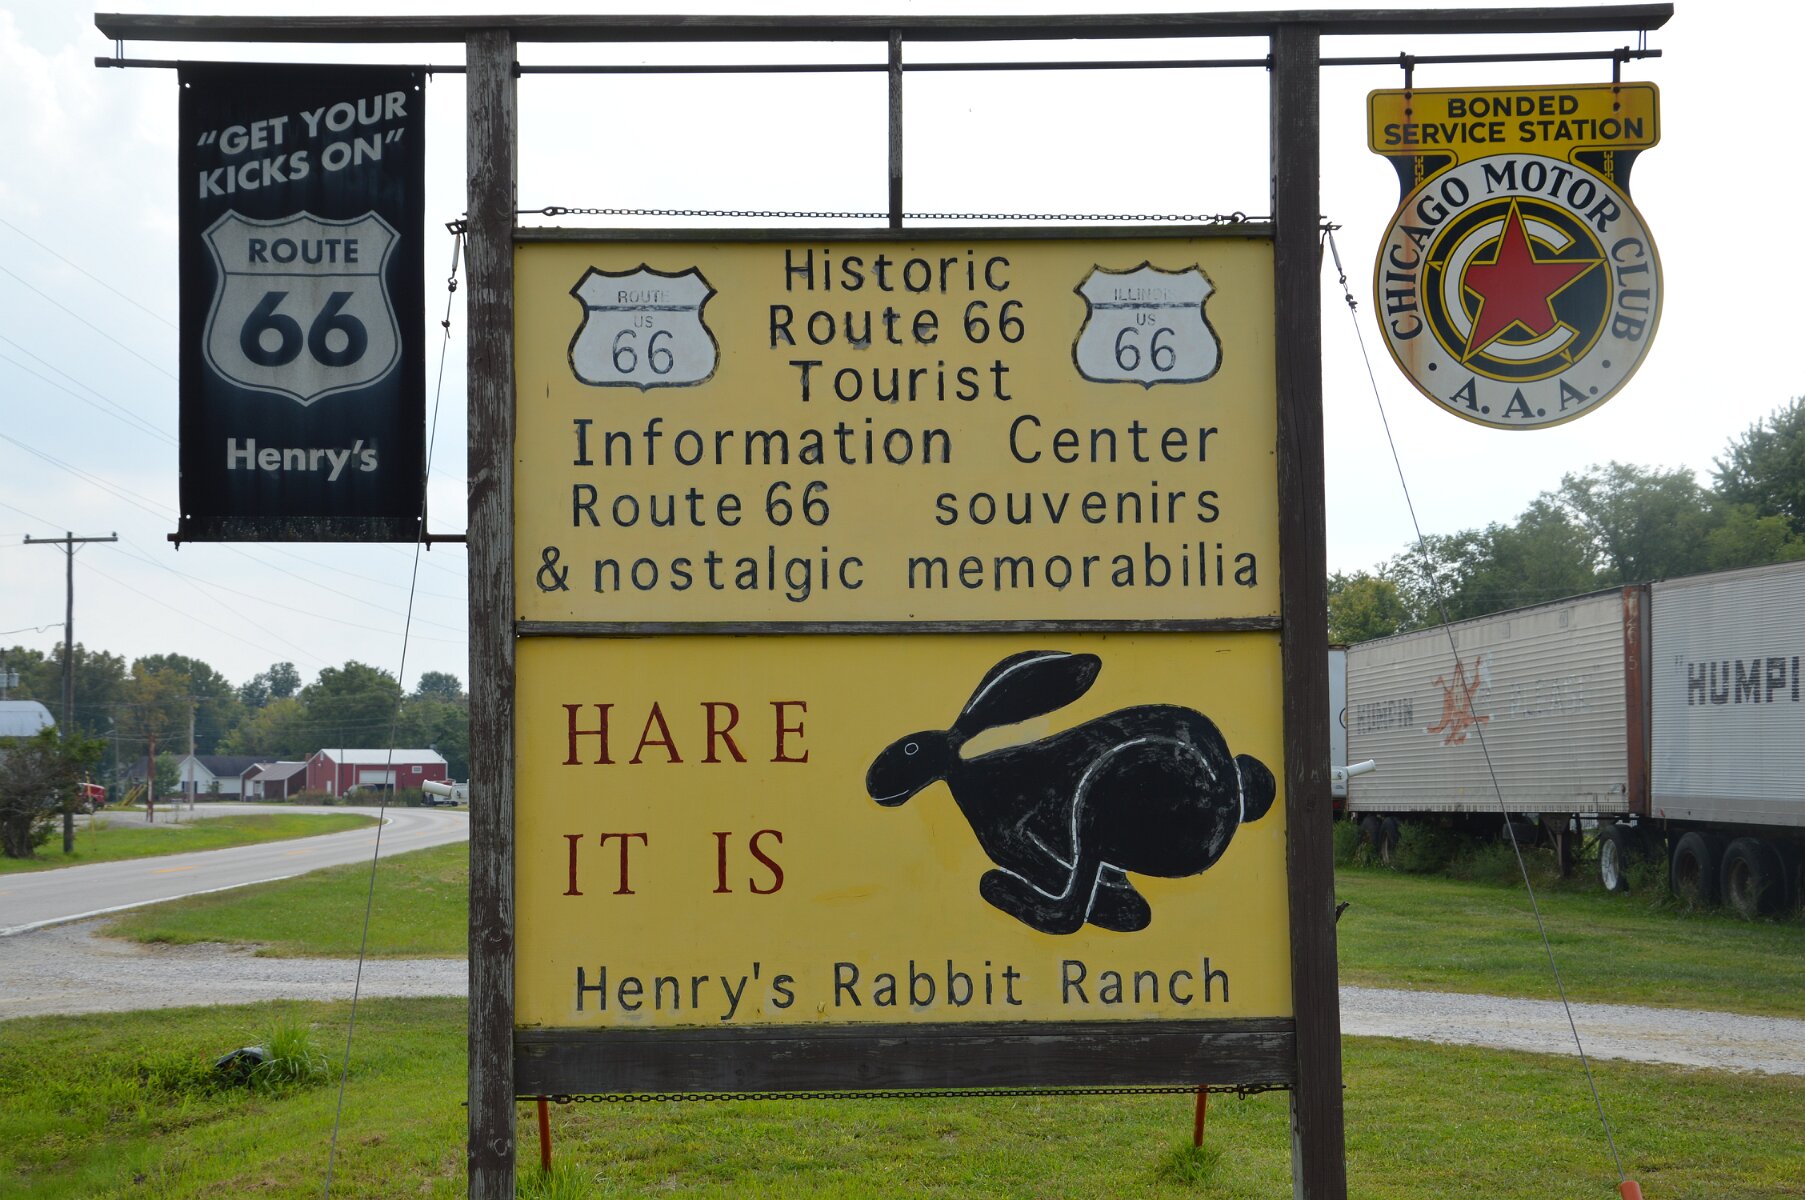 "GET YOUR
KICKS ON"
ROUTE
66
Henry's
Historic
Route 66
Tourist
Information Center
Route 66 souvenirs
& nostalgic memorabilia
ROUTE
US
66
ILLINOIS
US
66
HARE
IT IS
Henry's Rabbit Ranch
BONDED
SERVICE STATION
CHICAGO MOTOR CLUB
A.A.A.
HUMPIN
"HUMPI